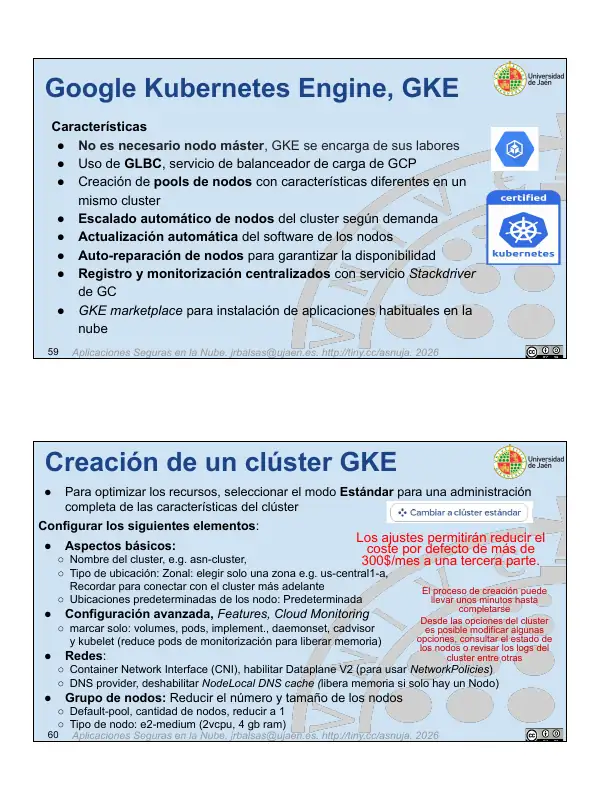 Google Kubernetes Engine, GKE
Universidad
de Jaén
Características
● No es necesario nodo máster, GKE se encarga de sus labores
● Uso de GLBC, servicio de balanceador de carga de GCP
● Creación de pools de nodos con características diferentes en un
mismo cluster
● Escalado automático de nodos del cluster según demanda
● Actualización automática del software de los nodos
● Auto-reparación de nodos para garantizar la disponibilidad
● Registro y monitorización centralizados con servicio Stackdriver
de GC
● GKE marketplace para instalación de aplicaciones habituales en la
nube
certified
kubernetes
59 Aplicaciones Seguras en la Nube. jrbalsas@ujaen.es. http://tiny.cc/asnuja. 2026
Creación de un clúster GKE
Universidad
de Jaén
● Para optimizar los recursos, seleccionar el modo Estándar para una administración
completa de las características del clúster
Cambiar a clúster estándar
Configurar los siguientes elementos:
● Aspectos básicos:
○ Nombre del cluster, e.g. asn-cluster,
○ Tipo de ubicación: Zonal: elegir solo una zona e.g. us-central1-a,
Recordar para conectar con el cluster más adelante
○ Ubicaciones predeterminadas de los nodo: Predeterminada
● Configuración avanzada, Features, Cloud Monitoring
○ marcar solo: volumes, pods, implement., daemonset, cadvisor
y kubelet (reduce pods de monitorización para liberar memoria)
● Redes:
○ Container Network Interface (CNI), habilitar Dataplane V2 (para usar NetworkPolicies)
○ DNS provider, deshabilitar NodeLocal DNS cache (libera memoria si solo hay un Nodo)
● Grupo de nodos: Reducir el número y tamaño de los nodos
○ Default-pool, cantidad de nodos, reducir a 1
○ Tipo de nodo: e2-medium (2vcpu, 4 gb ram)
Los ajustes permitirán reducir el
coste por defecto de más de
300$/mes a una tercera parte.
El proceso de creación puede
llevar unos minutos hasta
completarse
Desde las opciones del cluster
es posible modificar algunas
opciones, consultar el estado de
los nodos o revisar los logs del
cluster entre otras
60 Aplicaciones Seguras en la Nube. jrbalsas@ujaen.es. http://tiny.cc/asnuja. 2026